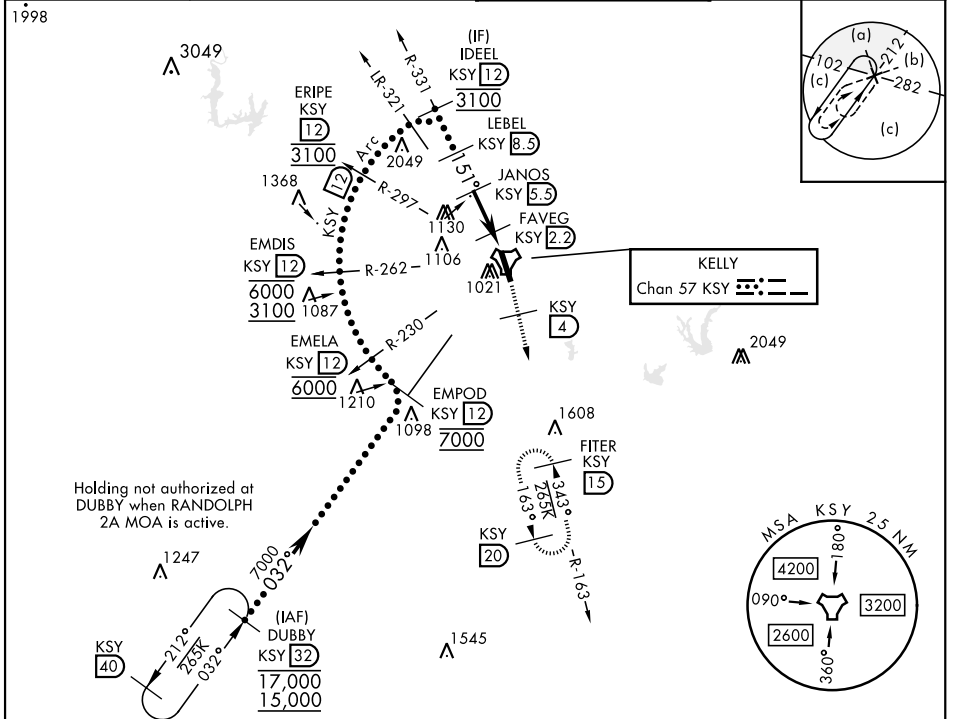 1998
3049
(IF)
IDEEL
KSY 12
3100
R-331
LR-321
ERIPE
KSY
12
3100
Arc
12
KSY
2049
LEBEL
KSY 8.5
151°
JANOS
KSY 5.5
1368
R-297
1130
1106
FAVEG
KSY 2.2
EMDIS
KSY 12
6000
3100
R-262
1087
1021
KELLY
Chan 57 KSY
KSY
4
EMELA
KSY 12
6000
R-230
1210
2049
EMPOD
KSY 12
7000
1098
1608
FITER
KSY
15
343°
265K
163°
KSY
20
R-163
Holding not authorized at
DUBBY when RANDOLPH
2A MOA is active.
1247
7000
032°
(IAF)
DUBBY
KSY 32
17,000
15,000
212°
265K
032°
KSY
40
1545
MSA KSY 25 NM
180°
4200
090°
3200
2600
360°
(a)
212
102
(b)
(c)
282
(c)